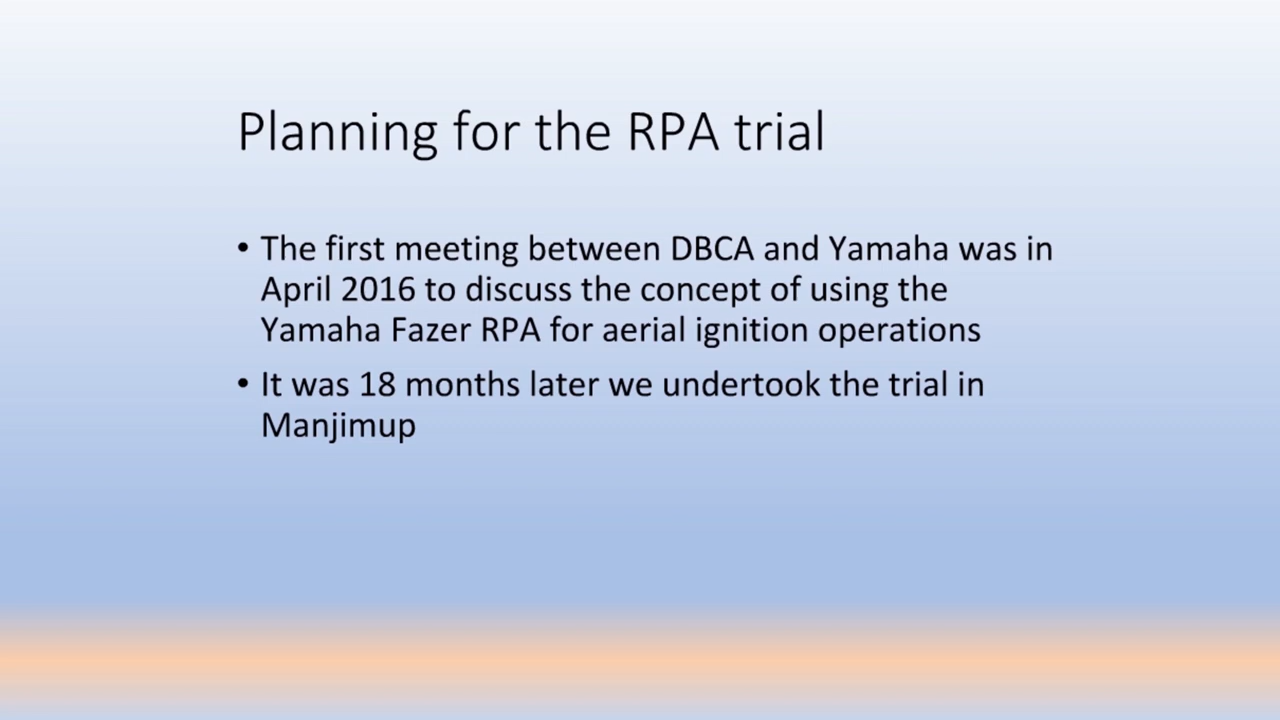 Planning for the RPA trial
• The first meeting between DBCA and Yamaha was in
April 2016 to discuss the concept of using the
Yamaha Fazer RPA for aerial ignition operations
• It was 18 months later we undertook the trial in
Manjimup